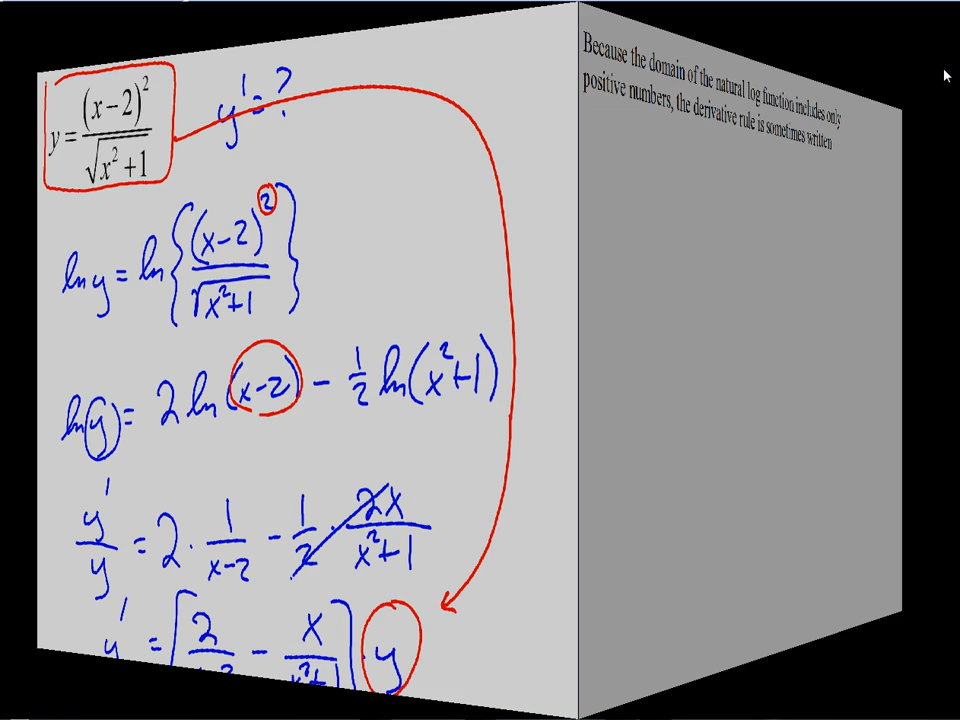 y = (x-2)^2 / √(x^2+1) y' = ?
ln y = ln { (x-2)^2 / √(x^2+1) }
ln(y) = 2 ln (x-2) - 1/2 ln(x^2+1)
y'/y = 2 · 1/(x-2) - 1/2 · 2x/(x^2+1)
y' = [ 2/(x-2) - x/(x^2+1) ] y
Because the domain of the natural log function includes only
positive numbers, the derivative rule is sometimes written